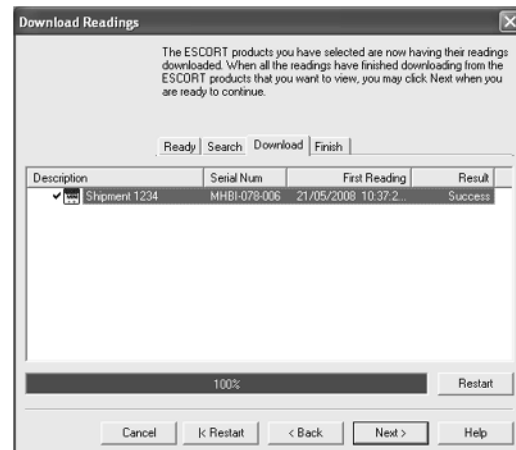 Download Readings
The ESCORT products you have selected are now having their readings
downloaded. When all the readings have finished downloading from the
ESCORT products that you want to view, you may click Next when you
are ready to continue.
Ready Search Download Finish
Description Serial Num First Reading Result
Shipment 1234 MHBI-078-006 21/05/2008 10:37:2... Success
100% Restart
Cancel |< Restart < Back Next > Help